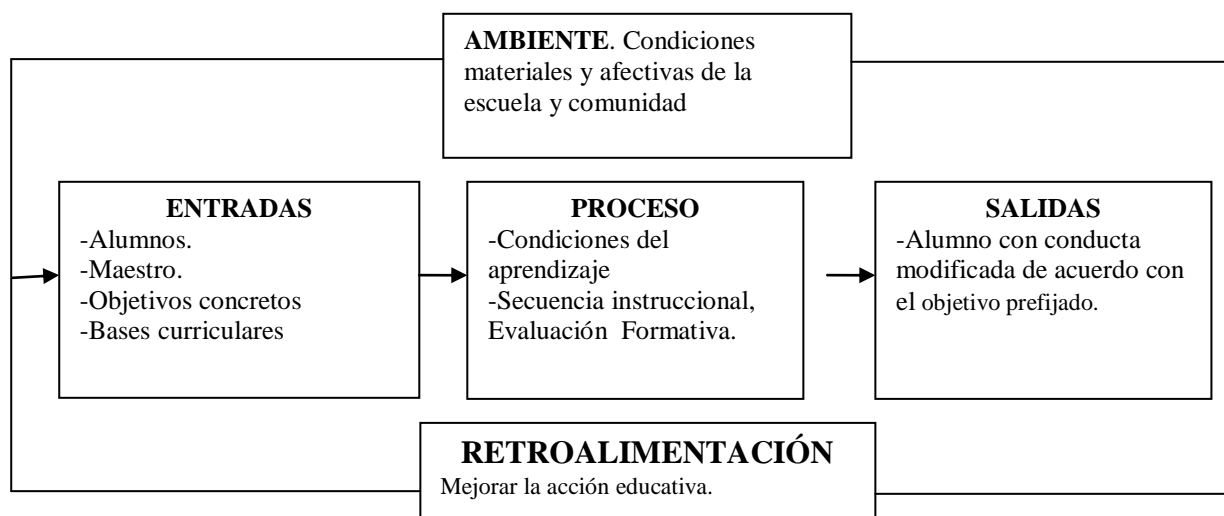 AMBIENTE. Condiciones
materiales y afectivas de la
escuela y comunidad
ENTRADAS
-Alumnos.
-Maestro.
-Objetivos concretos
-Bases curriculares
PROCESO
-Condiciones del
aprendizaje
-Secuencia instruccional,
Evaluación Formativa.
SALIDAS
-Alumno con conducta
modificada de acuerdo con
el objetivo prefijado.
RETROALIMENTACIÓN
Mejorar la acción educativa.